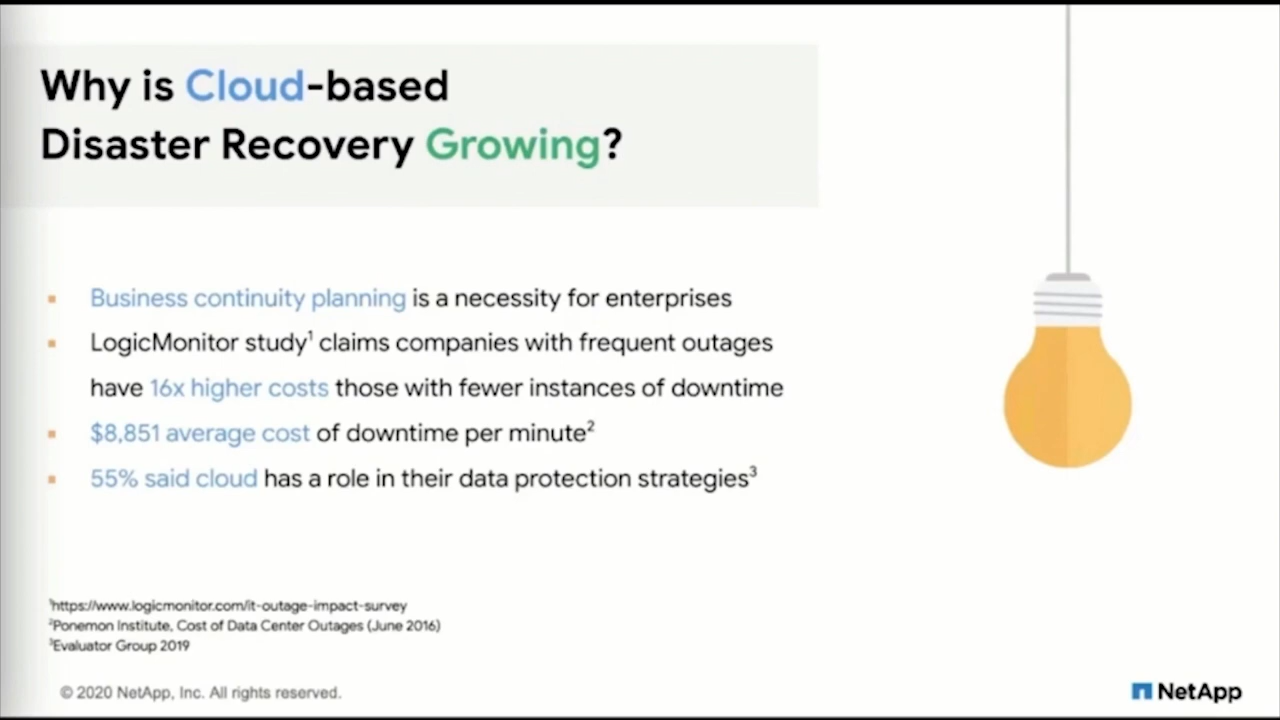 Why is Cloud-based
Disaster Recovery Growing?
▪ Business continuity planning is a necessity for enterprises
▪ LogicMonitor study¹ claims companies with frequent outages
have 16x higher costs those with fewer instances of downtime
▪ $8,851 average cost of downtime per minute²
▪ 55% said cloud has a role in their data protection strategies³
¹https://www.logicmonitor.com/it-outage-impact-survey
²Ponemon Institute, Cost of Data Center Outages (June 2016)
³Evaluator Group 2019
© 2020 NetApp, Inc. All rights reserved.
NetApp